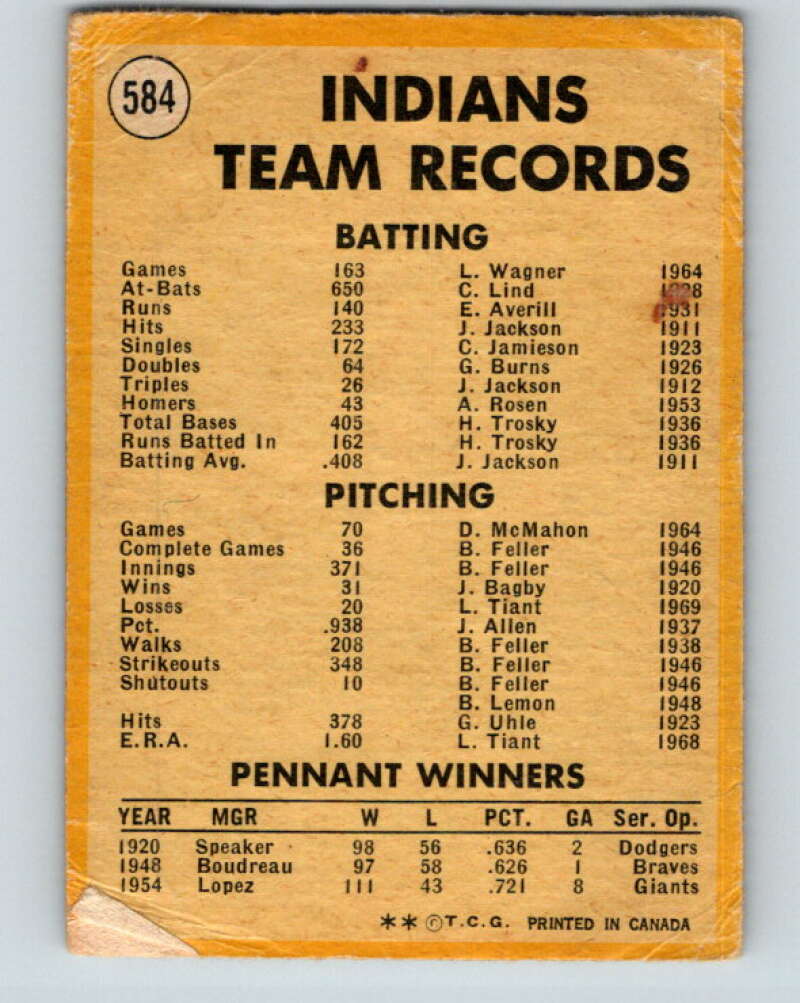 584
INDIANS
TEAM RECORDS
BATTING
Games 163 L. Wagner 1964
At-Bats 650 C. Lind
Runs 140 E. Averill 1931
Hits 233 J. Jackson 1911
Singles 172 C. Jamieson 1923
Doubles 64 G. Burns 1926
Triples 26 J. Jackson 1912
Homers 43 A. Rosen 1953
Total Bases 405 H. Trosky 1936
Runs Batted In 162 H. Trosky 1936
Batting Avg. .408 J. Jackson 1911
PITCHING
Games 70 D. McMahon 1964
Complete Games 36 B. Feller 1946
Innings 371 B. Feller 1946
Wins 31 J. Bagby 1920
Losses 20 L. Tiant 1969
Pct. .938 J. Allen 1937
Walks 208 B. Feller 1938
Strikeouts 348 B. Feller 1946
Shutouts 10 B. Feller 1946
B. Lemon 1948
Hits 378 G. Uhle 1923
E.R.A. 1.60 L. Tiant 1968
PENNANT WINNERS
YEAR MGR W L PCT. GA Ser. Op.
1920 Speaker 98 56 .636 2 Dodgers
1948 Boudreau 97 58 .626 1 Braves
1954 Lopez 111 43 .721 8 Giants
** ©T.C.G. PRINTED IN CANADA